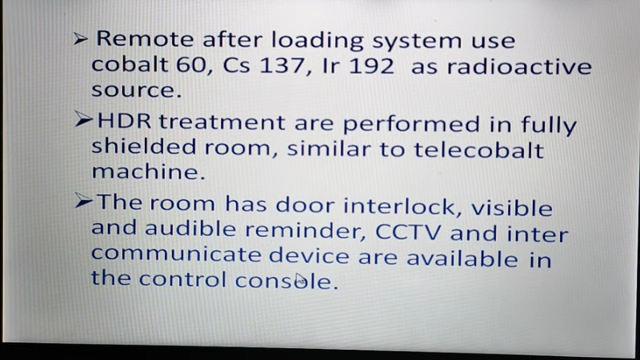 ➢ Remote after loading system use
cobalt 60, Cs 137, Ir 192 as radioactive
source.
➢HDR treatment are performed in fully
shielded room, similar to telecobalt
machine.
➢The room has door interlock, visible
and audible reminder, CCTV and inter
communicate device are available in
the control console.